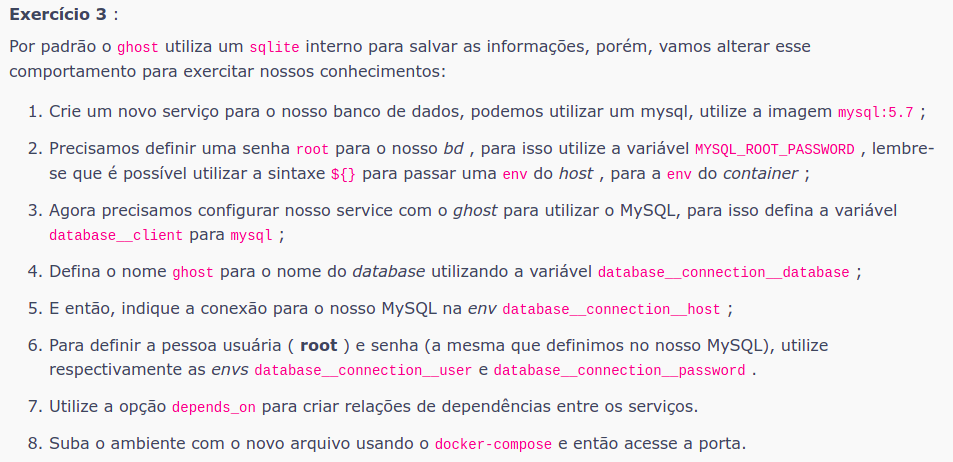 Exercício 3 :
Por padrão o ghost utiliza um sqlite interno para salvar as informações, porém, vamos alterar esse
comportamento para exercitar nossos conhecimentos:
1. Crie um novo serviço para o nosso banco de dados, podemos utilizar um mysql, utilize a imagem mysql:5.7 ;
2. Precisamos definir uma senha root para o nosso bd , para isso utilize a variável MYSQL_ROOT_PASSWORD , lembre-
se que é possível utilizar a sintaxe ${} para passar uma env do host , para a env do container ;
3. Agora precisamos configurar nosso service com o ghost para utilizar o MySQL, para isso defina a variável
database__client para mysql ;
4. Defina o nome ghost para o nome do database utilizando a variável database__connection__database ;
5. E então, indique a conexão para o nosso MySQL na env database__connection__host ;
6. Para definir a pessoa usuária ( root ) e senha (a mesma que definimos no nosso MySQL), utilize
respectivamente as envs database__connection__user e database__connection__password .
7. Utilize a opção depends_on para criar relações de dependências entre os serviços.
8. Suba o ambiente com o novo arquivo usando o docker-compose e então acesse a porta.